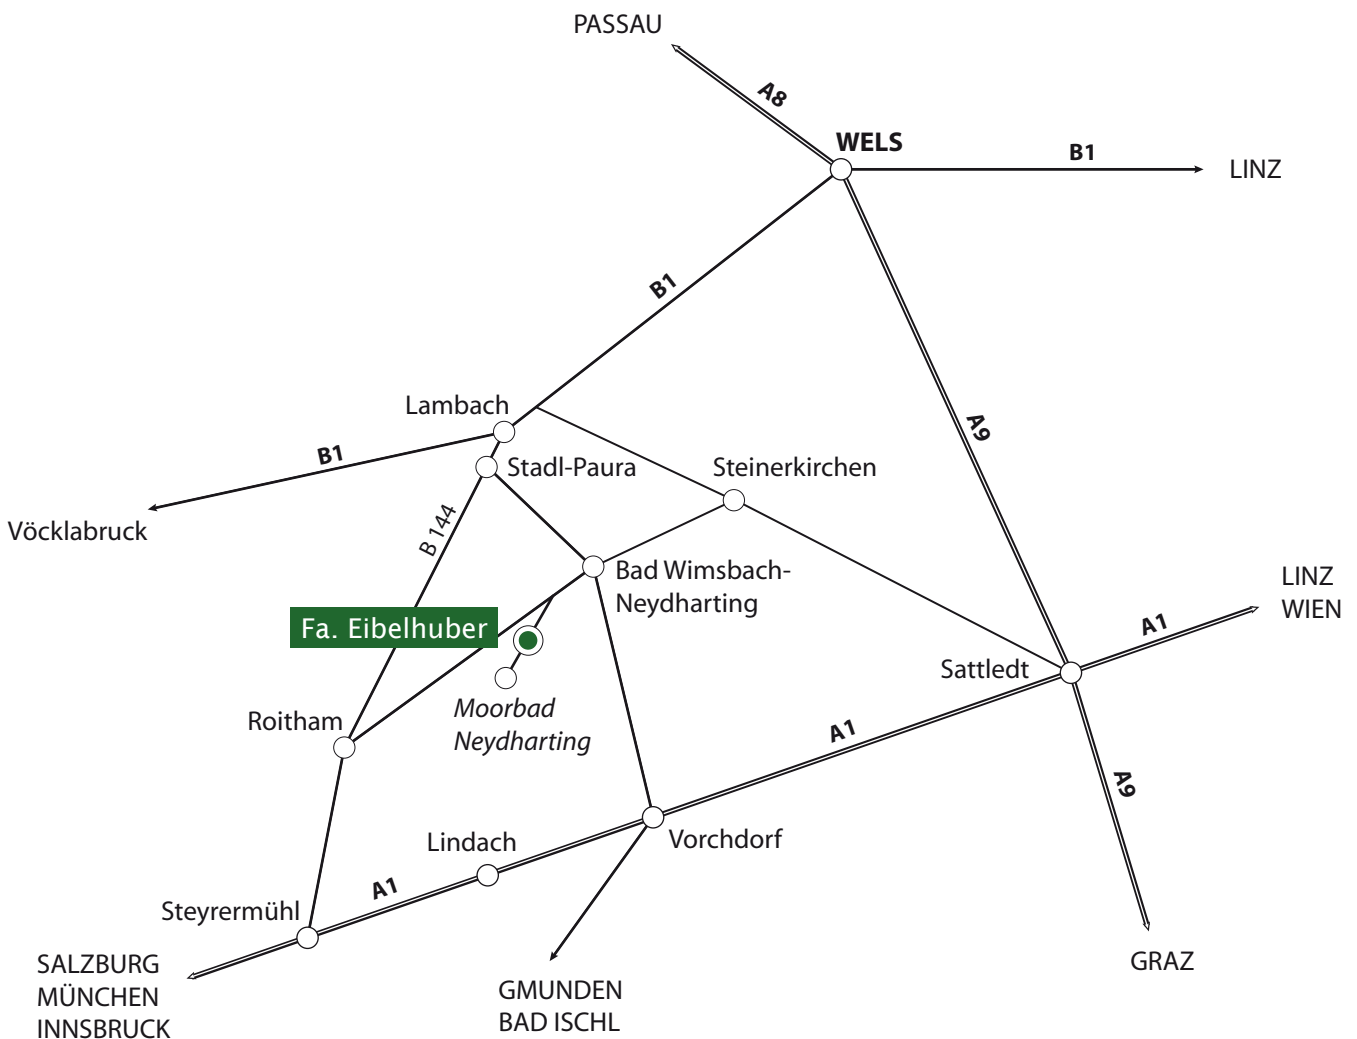 PASSAU
A8
WELS
B1
LINZ
B1
Lambach
A9
B1
Stadl-Paura
Steinerkirchen
Vöcklabruck
B 144
Bad Wimsbach-
Neydharting
LINZ
WIEN
A1
Fa. Eibelhuber
Sattledt
Moorbad
Neydharting
Roitham
A1
A9
Lindach
Vorchdorf
A1
Steyrermühl
SALZBURG
MÜNCHEN
INNSBRUCK
GMUNDEN
BAD ISCHL
GRAZ